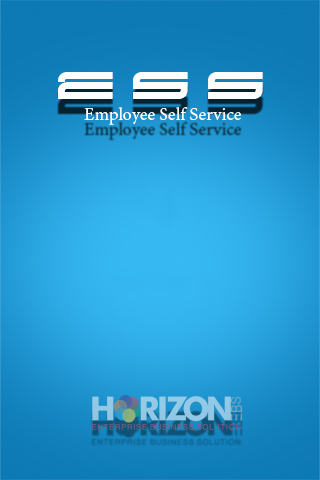 ESS
Employee Self Service
Employee Self Service
HORIZON
EBS
ENTERPRISE BUSINESS SOLUTION
ENTERPRISE BUSINESS SOLUTION